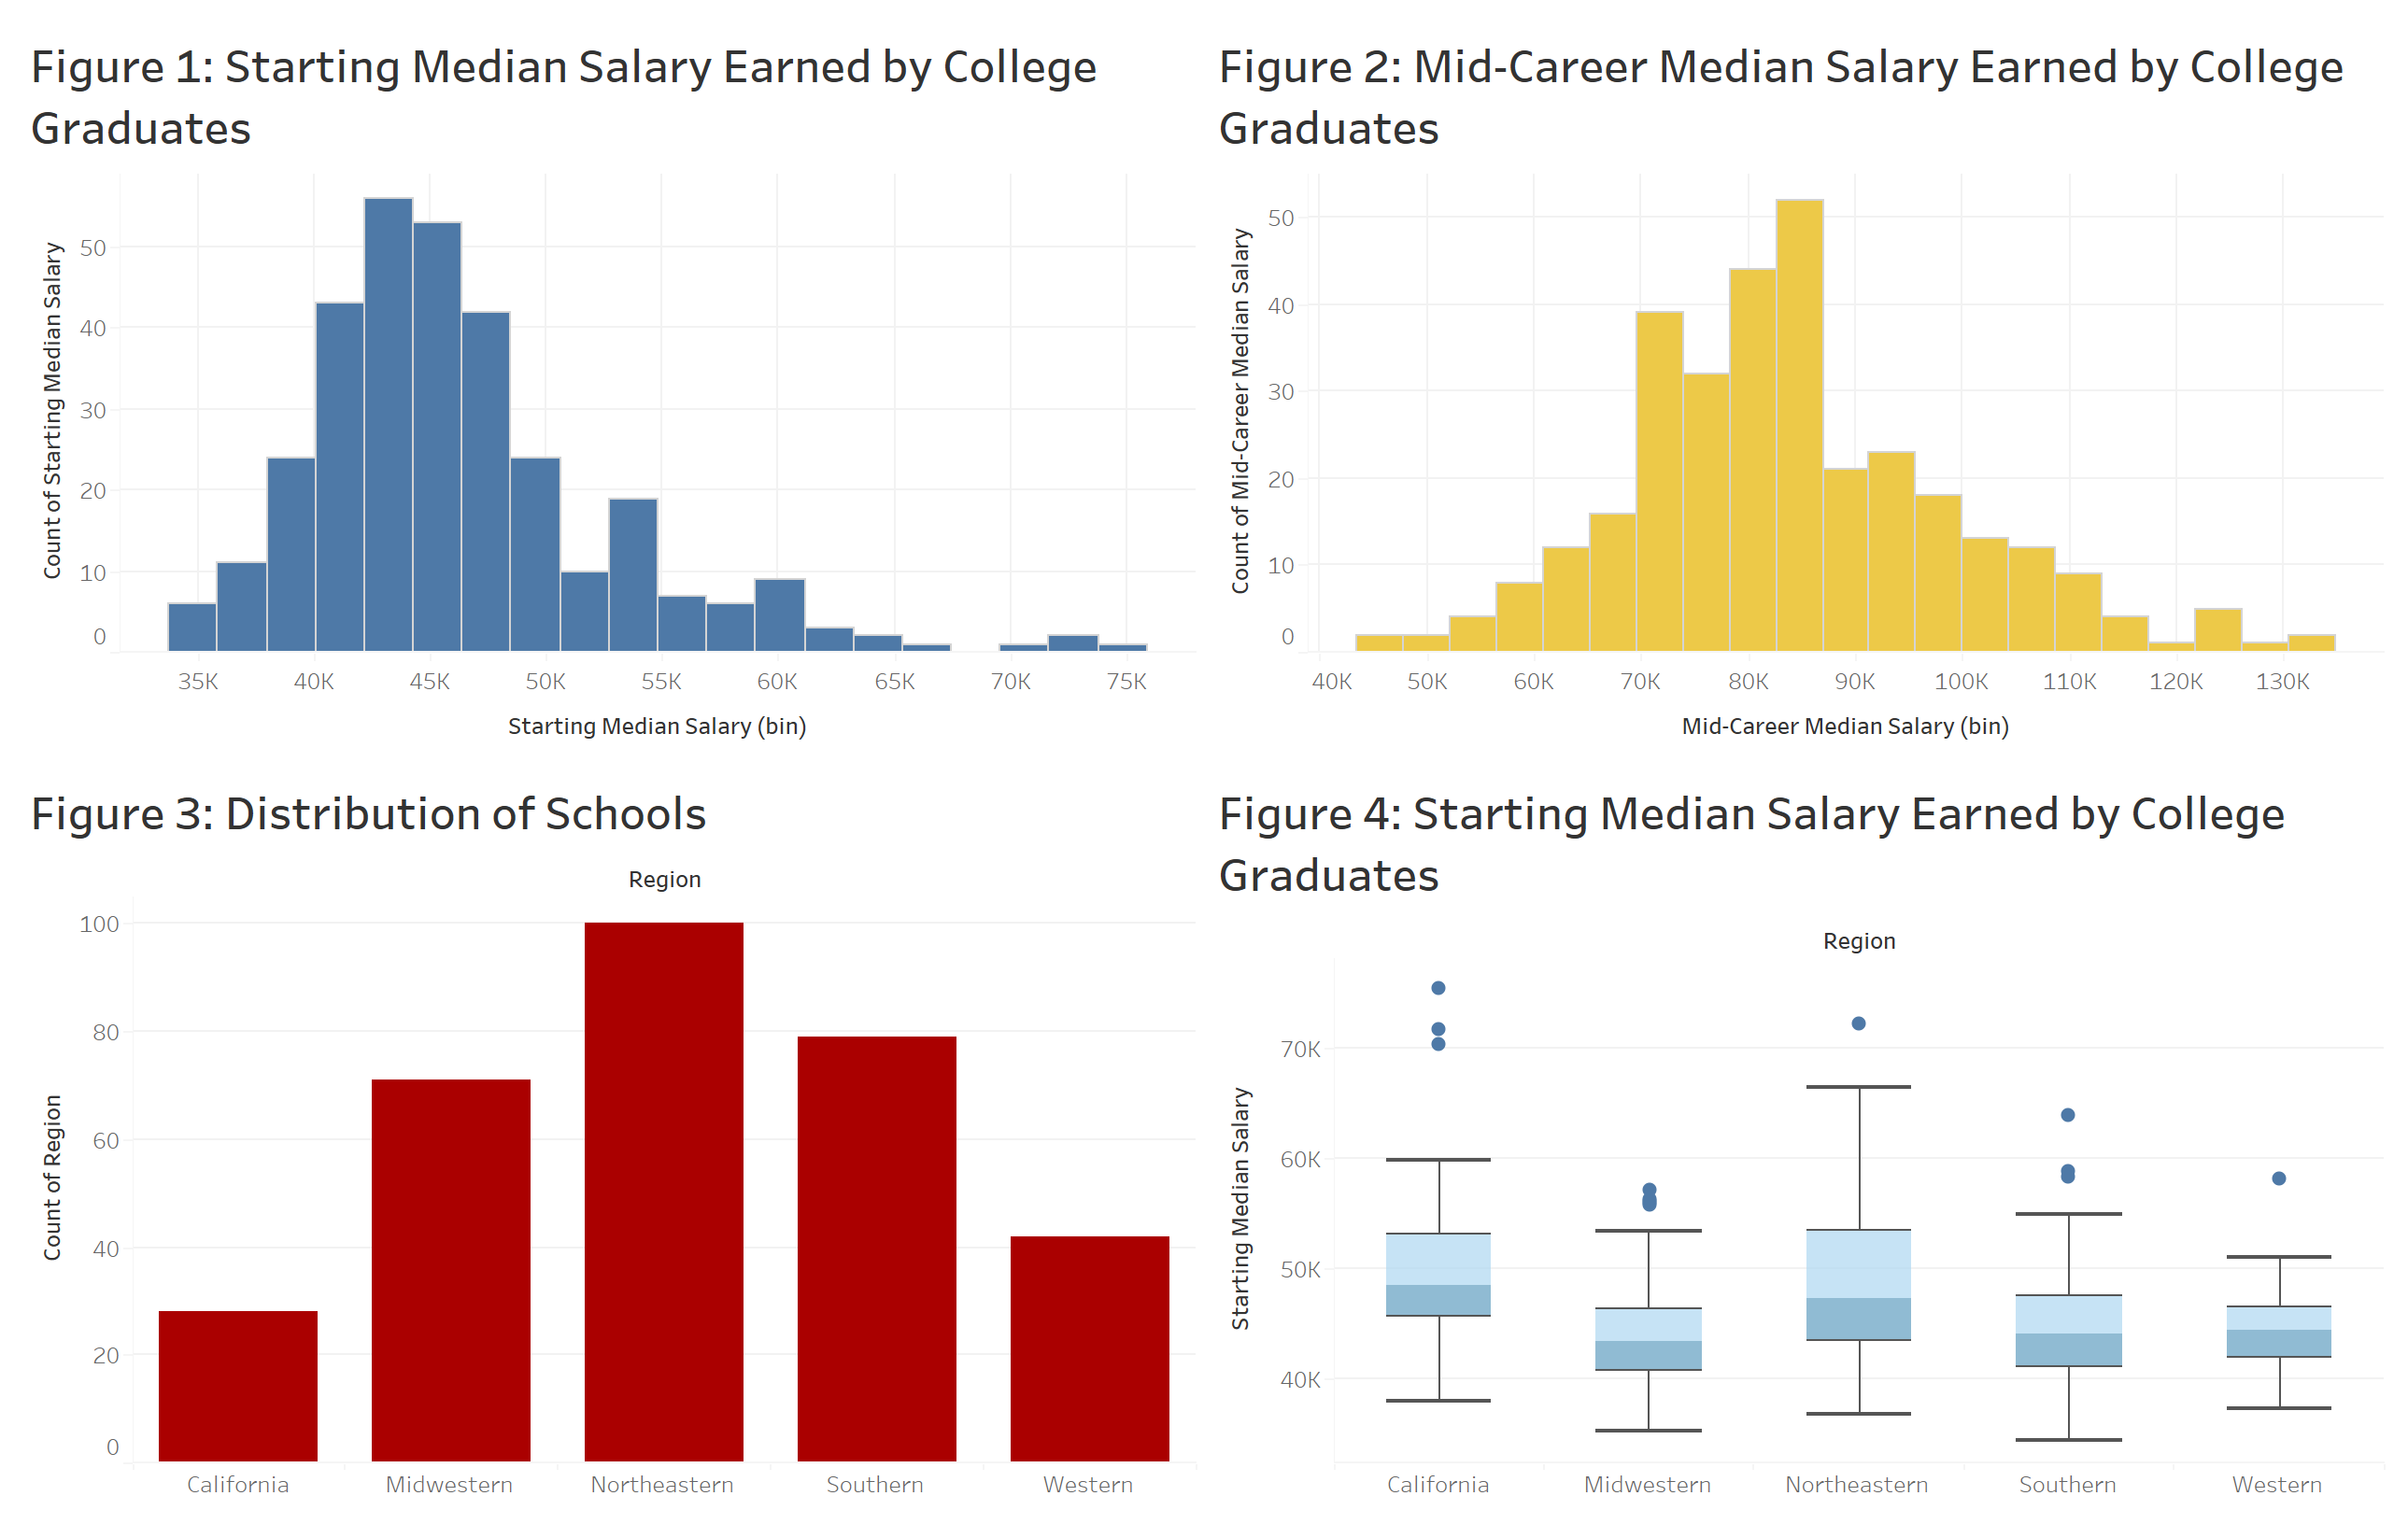 Figure 1: Starting Median Salary Earned by College
Graduates
Count of Starting Median Salary
50
40
30
20
10
0
35K 40K 45K 50K 55K 60K 65K 70K 75K
Starting Median Salary (bin)
Figure 2: Mid-Career Median Salary Earned by College
Graduates
Count of Mid-Career Median Salary
50
40
30
20
10
0
40K 50K 60K 70K 80K 90K 100K 110K 120K 130K
Mid-Career Median Salary (bin)
Figure 3: Distribution of Schools
Region
Count of Region
100
80
60
40
20
0
California Midwestern Northeastern Southern Western
Figure 4: Starting Median Salary Earned by College
Graduates
Region
Starting Median Salary
70K
60K
50K
40K
California Midwestern Northeastern Southern Western